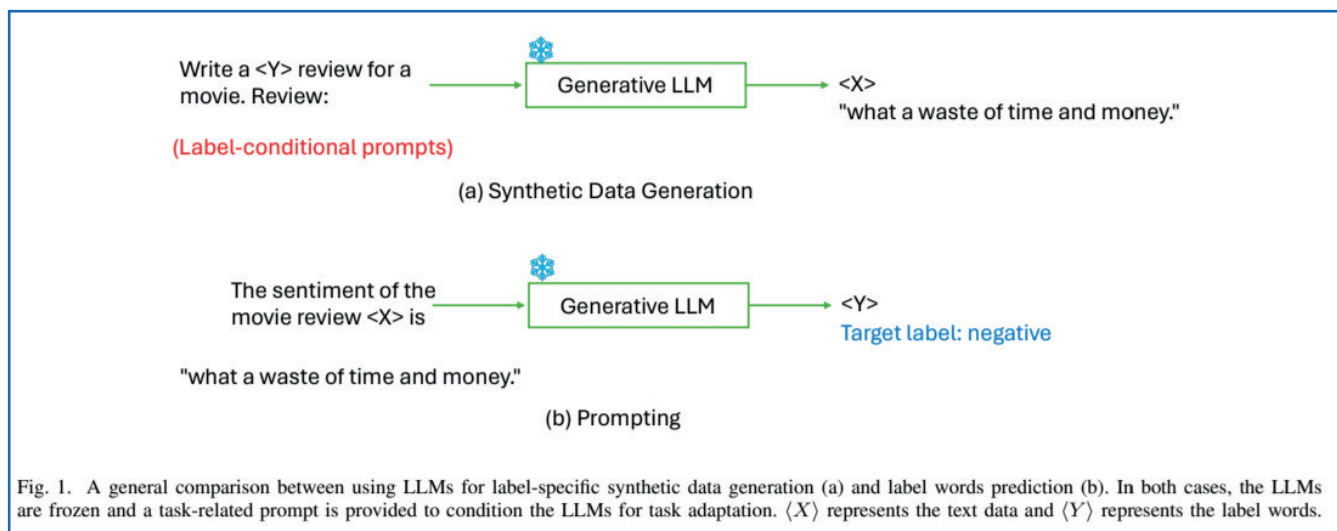 Write a <Y> review for a
movie. Review:
Generative LLM
<X>
"what a waste of time and money."
(Label-conditional prompts)
(a) Synthetic Data Generation
The sentiment of the
movie review <X> is
Generative LLM
<Y>
Target label: negative
"what a waste of time and money."
(b) Prompting
Fig. 1. A general comparison between using LLMs for label-specific synthetic data generation (a) and label words prediction (b). In both cases, the LLMs
are frozen and a task-related prompt is provided to condition the LLMs for task adaptation. ⟨X⟩ represents the text data and ⟨Y⟩ represents the label words.